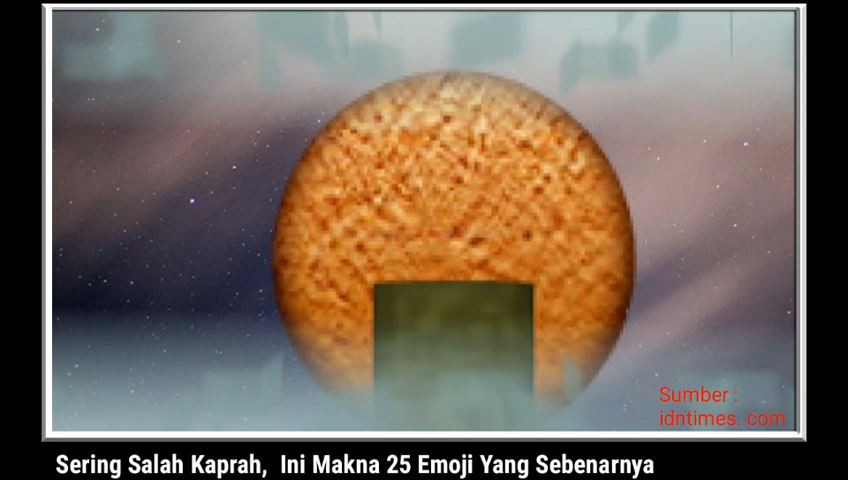 Sumber :
idntimes. com
Sering Salah Kaprah,  Ini Makna 25 Emoji Yang Sebenarnya